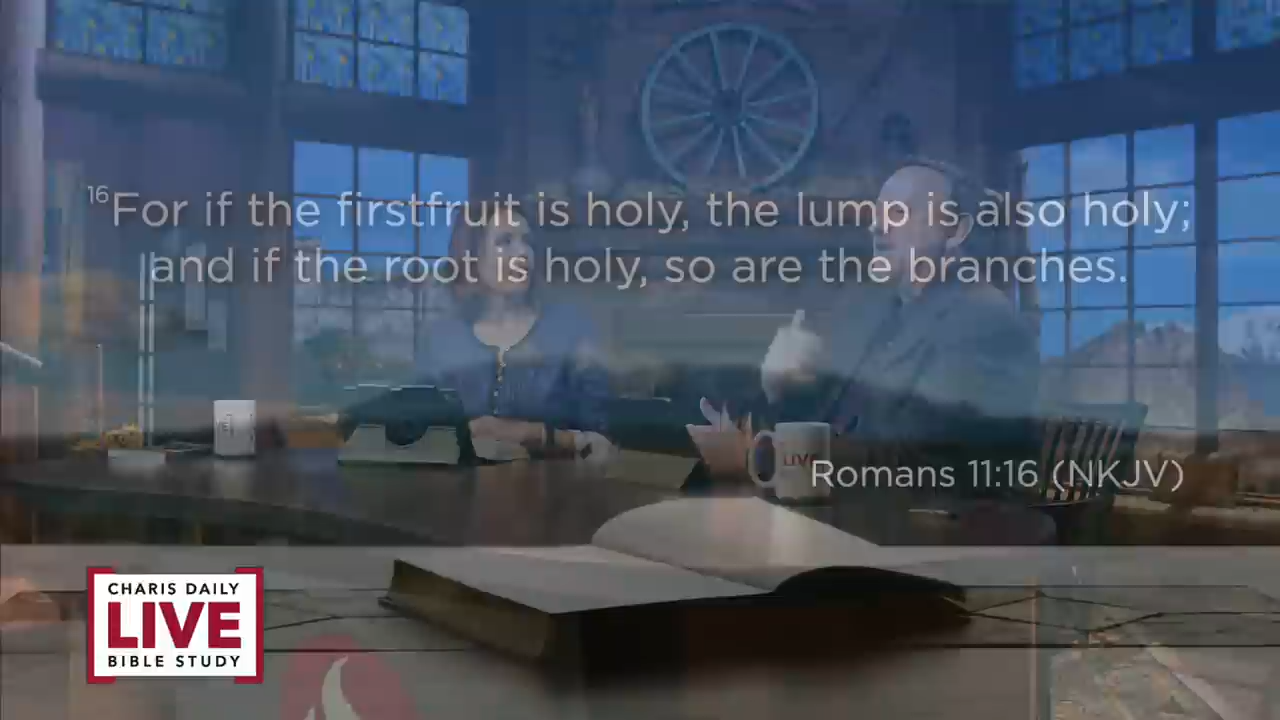 16For if the firstfruit is holy, the lump is also holy;
and if the root is holy, so are the branches.
LIVE
Romans 11:16 (NKJV)
CHARIS DAILY
LIVE
BIBLE STUDY